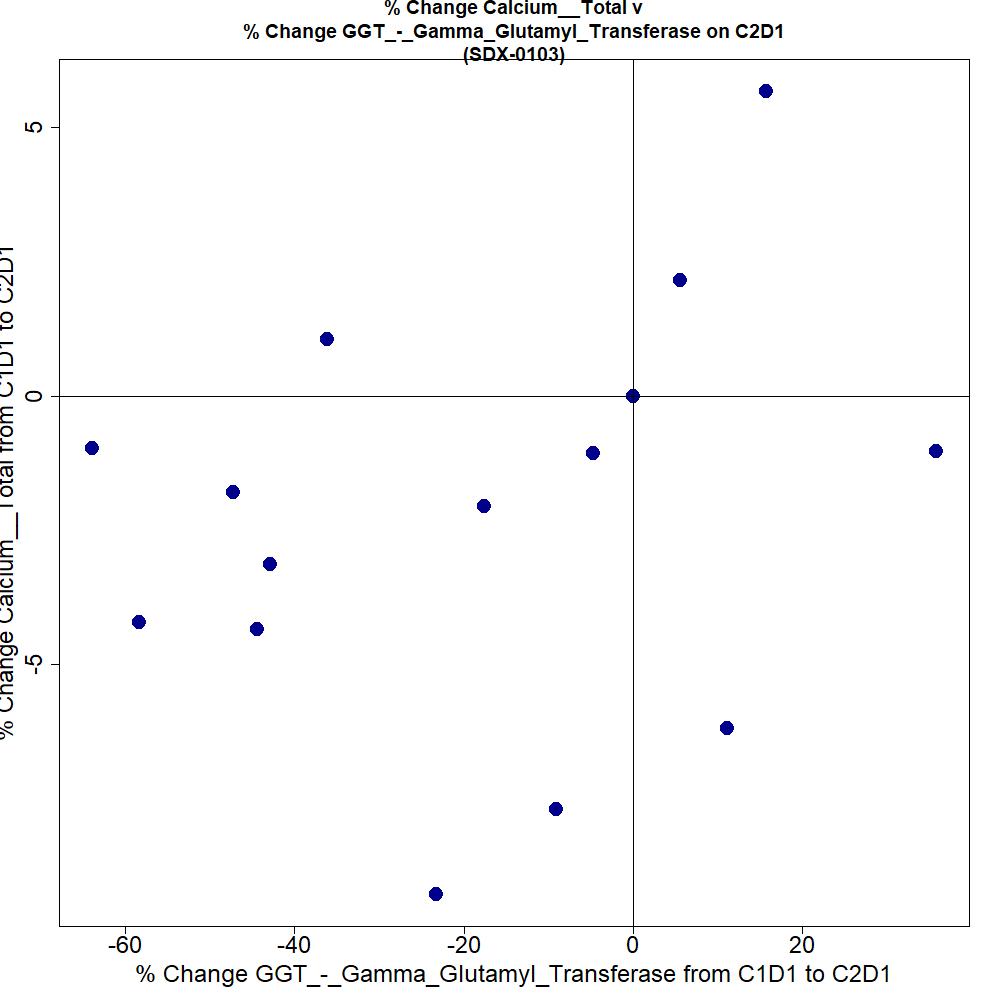 % Change Calcium__Total v
% Change GGT_-_Gamma_Glutamyl_Transferase on C2D1
(SDX-0103)
% Change Calcium__Total from C1D1 to C2D1
5
0
-5
-60
-40
-20
0
20
% Change GGT_-_Gamma_Glutamyl_Transferase from C1D1 to C2D1